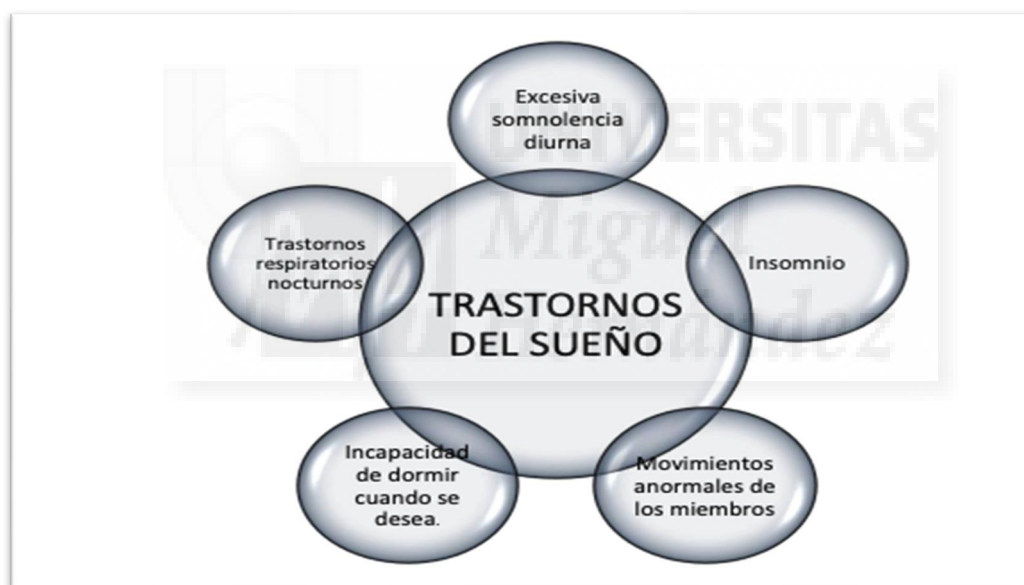 Excesiva
somnolencia
diurna
Trastornos
respiratorios
nocturnos
Insomnio
TRASTORNOS
DEL SUEÑO
Incapacidad
de dormir
cuando se
desea.
Movimientos
anormales de
los miembros
UNIVERSITAS
Miguel
Hernández